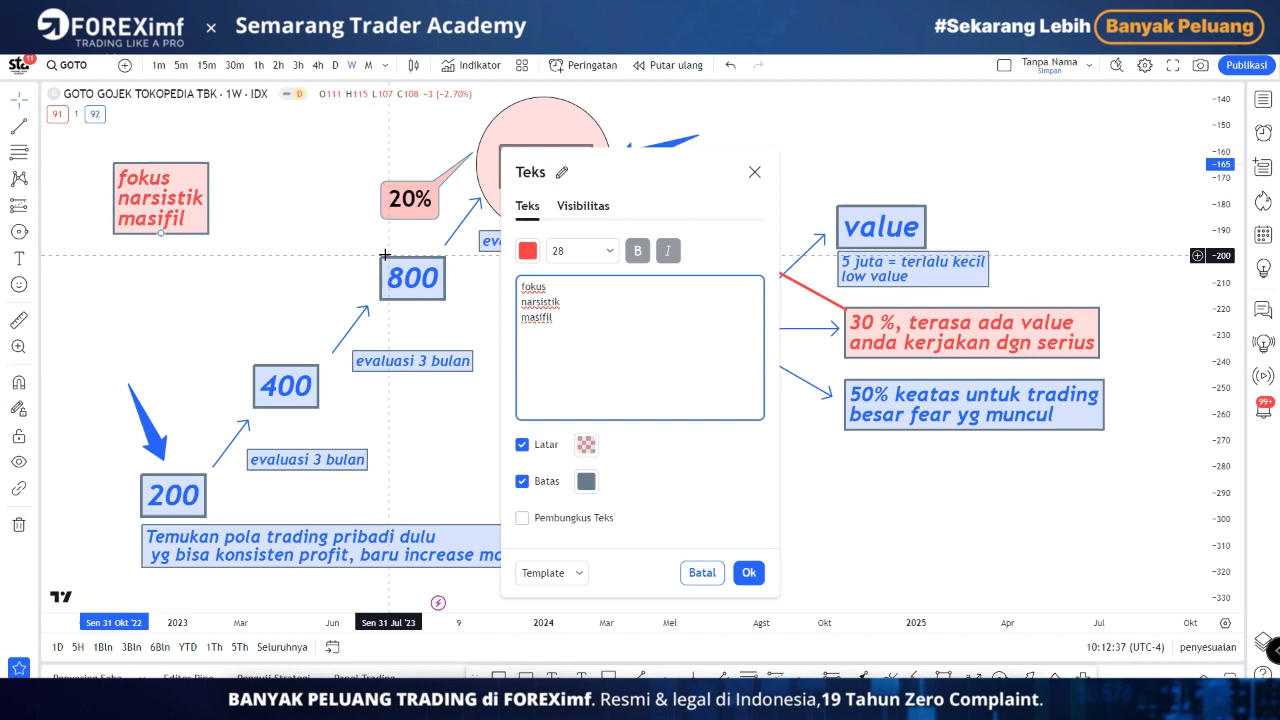 FOREXimf
TRADING LIKE A PRO
× Semarang Trader Academy
#Sekarang Lebih Banyak Peluang
sta 11
GOTO
1m 5m 15m 30m 1h 2h 3h 4h D W M
Indikator
Peringatan
Putar ulang
Tanpa Nama
Simpan
Publikasi
GOTO GOJEK TOKOPEDIA TBK · 1W · IDX
D
O111 H115 L107 C108 −3 (−2.70%)
91 1 92
fokus
narsistik
masifil
20%
800
evaluasi 3 bulan
400
evaluasi 3 bulan
200
Temukan pola trading pribadi dulu
yg bisa konsisten profit, baru increase
Teks
Teks Visibilitas
28
B I
fokus
narsistik
masifil
Latar
Batas
Pembungkus Teks
Template
Batal
Ok
value
5 juta = terlalu kecil
low value
30 %, terasa ada value
anda kerjakan dgn serius
50% keatas untuk trading
besar fear yg muncul
−140
−150
−160
−165
−170
−180
−190
−200
−210
−220
−230
−240
−250
−260
−270
−280
−290
−300
−310
−320
−330
99+
Sen 31 Okt '22 2023 Mar Jun Sen 31 Jul '23 9 2024 Mar Mei Agst Okt 2025 Apr Jul Okt
1D 5H 1Bln 3Bln 6Bln YTD 1Th 5Th Seluruhnya
10:12:37 (UTC-4) penyesuaian
BANYAK PELUANG TRADING di FOREXimf. Resmi & legal di Indonesia,19 Tahun Zero Complaint.